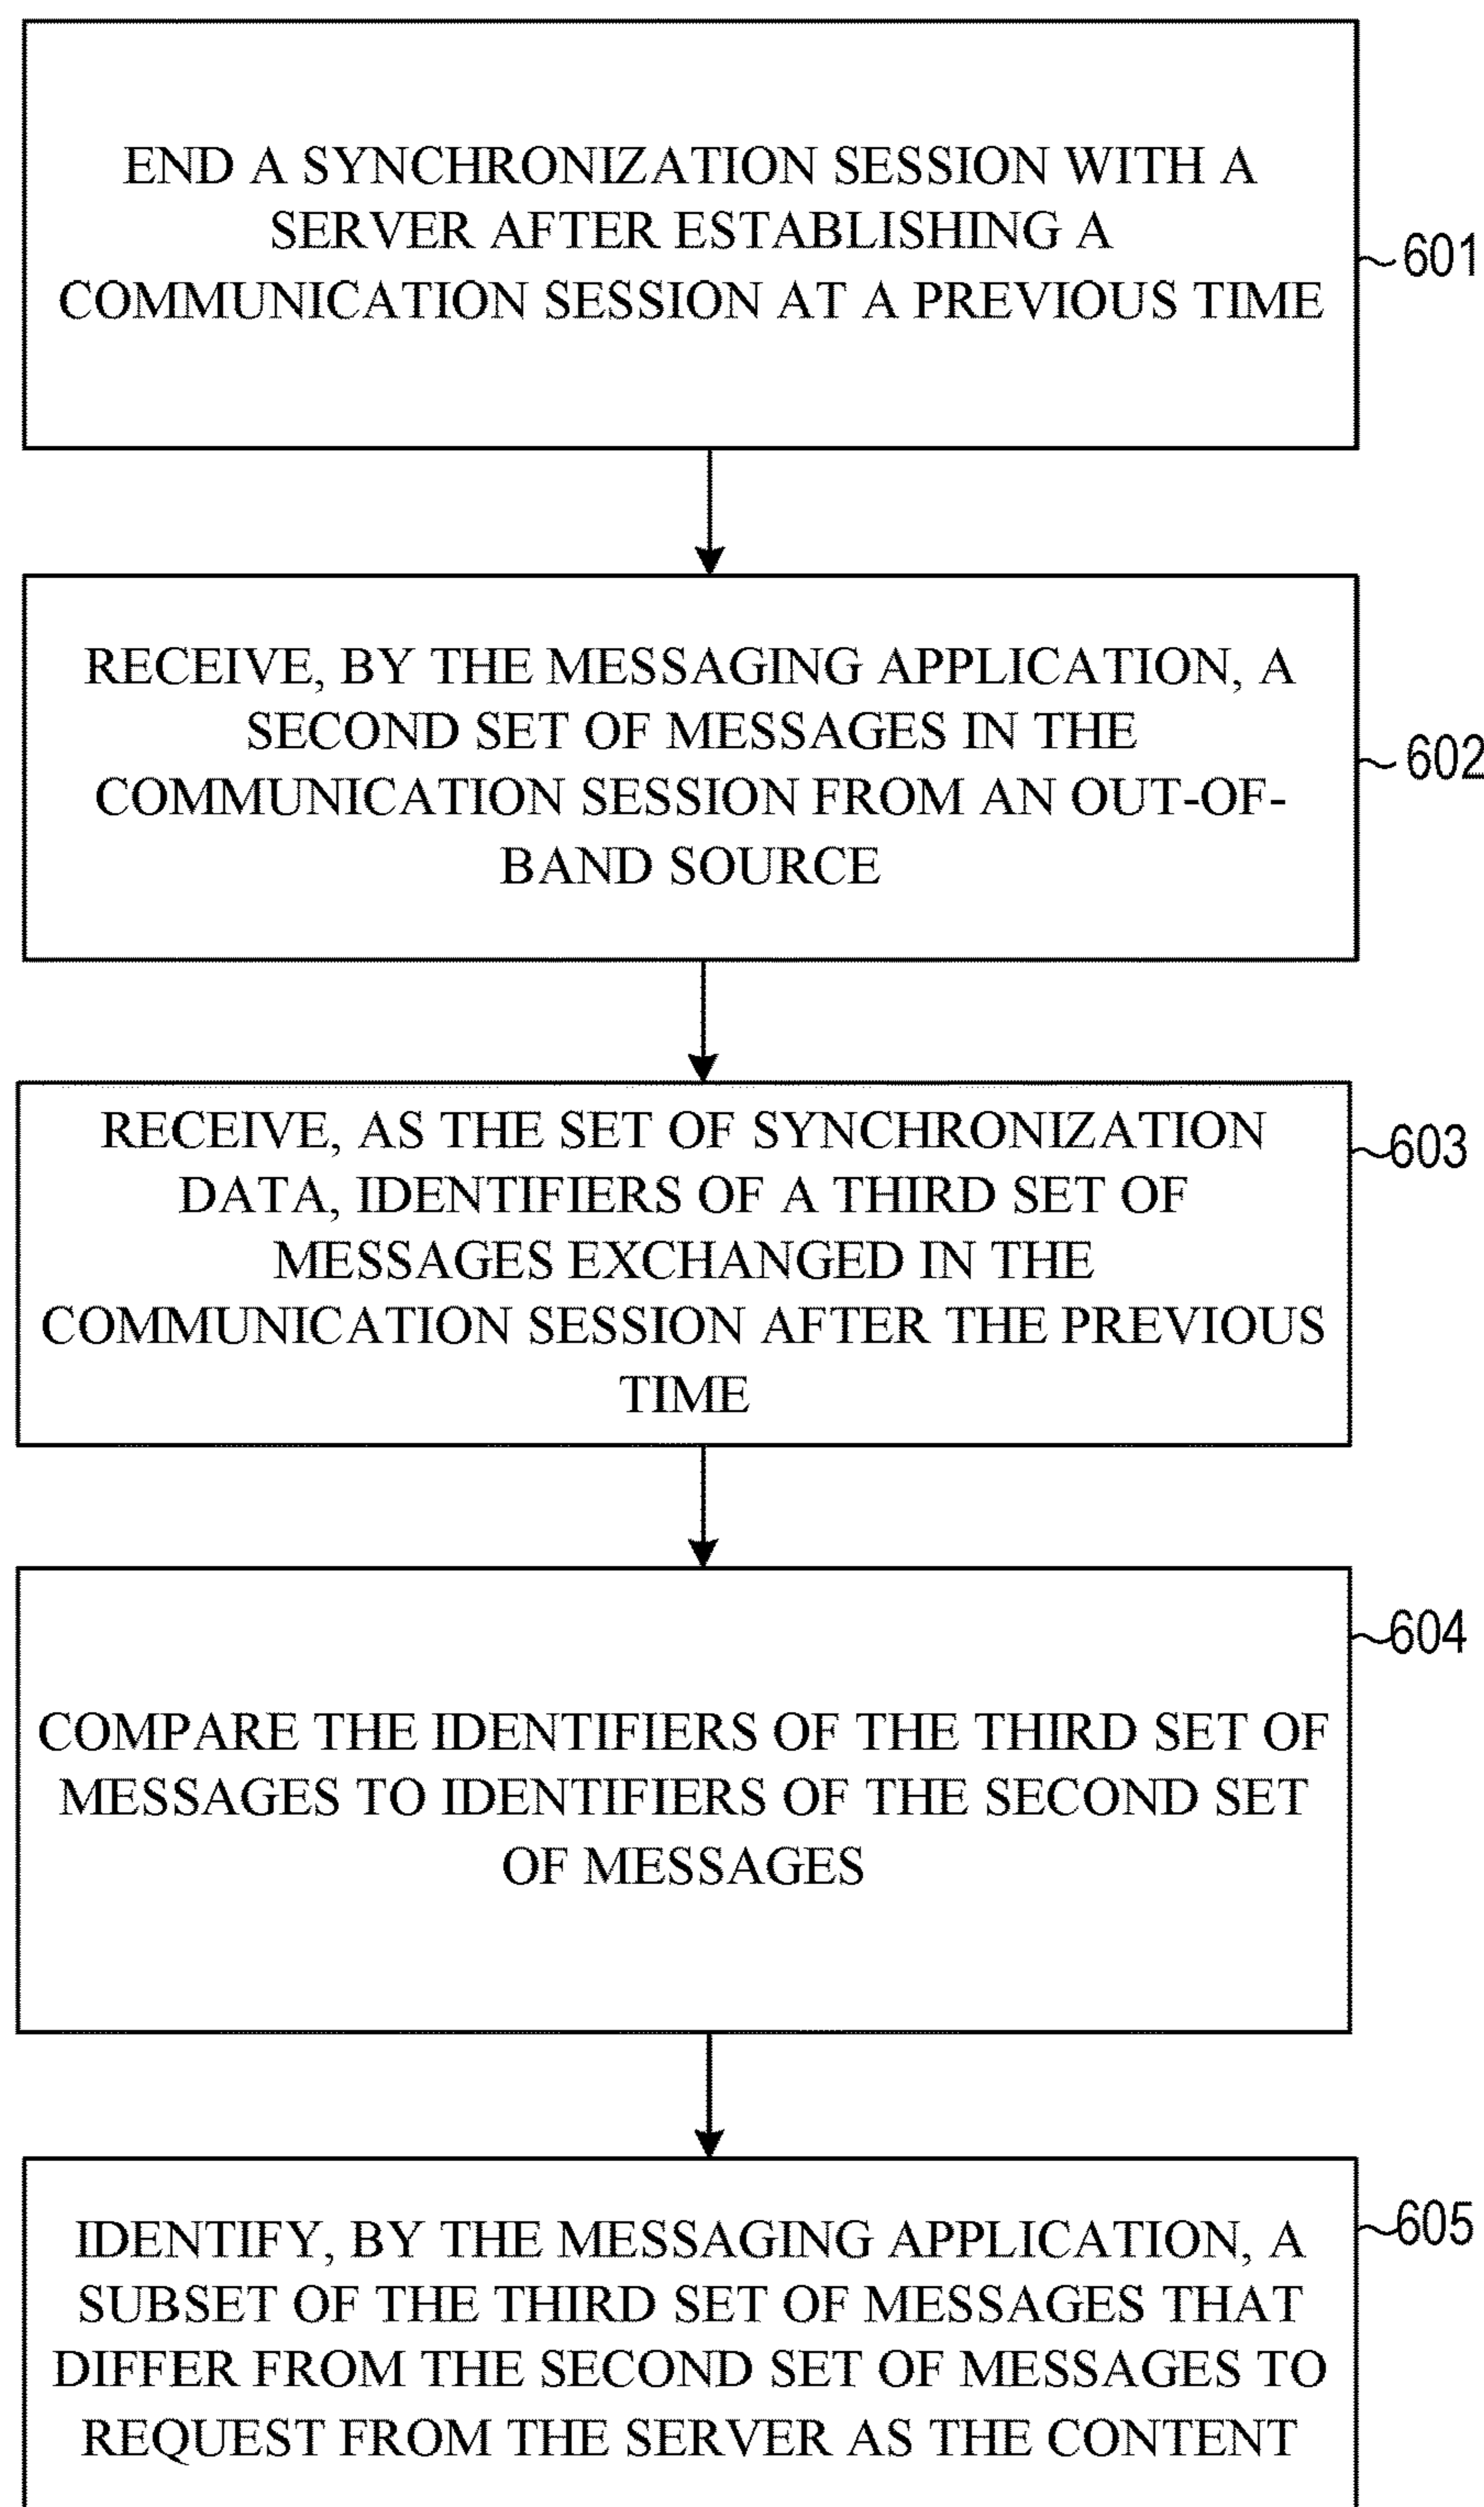 END A SYNCHRONIZATION SESSION WITH A
SERVER AFTER ESTABLISHING A
COMMUNICATION SESSION AT A PREVIOUS TIME
601
RECEIVE, BY THE MESSAGING APPLICATION, A
SECOND SET OF MESSAGES IN THE
COMMUNICATION SESSION FROM AN OUT-OF-
BAND SOURCE
602
RECEIVE, AS THE SET OF SYNCHRONIZATION
DATA, IDENTIFIERS OF A THIRD SET OF
MESSAGES EXCHANGED IN THE
COMMUNICATION SESSION AFTER THE PREVIOUS
TIME
603
COMPARE THE IDENTIFIERS OF THE THIRD SET OF
MESSAGES TO IDENTIFIERS OF THE SECOND SET
OF MESSAGES
604
IDENTIFY, BY THE MESSAGING APPLICATION, A
SUBSET OF THE THIRD SET OF MESSAGES THAT
DIFFER FROM THE SECOND SET OF MESSAGES TO
REQUEST FROM THE SERVER AS THE CONTENT
605